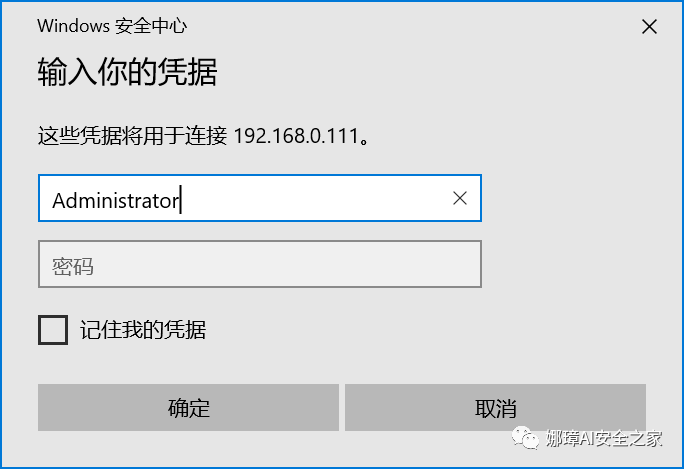 Windows 安全中心
输入你的凭据
这些凭据将用于连接 192.168.0.111。
Administrator
密码
记住我的凭据
确定
取消
娜璋AI安全之家